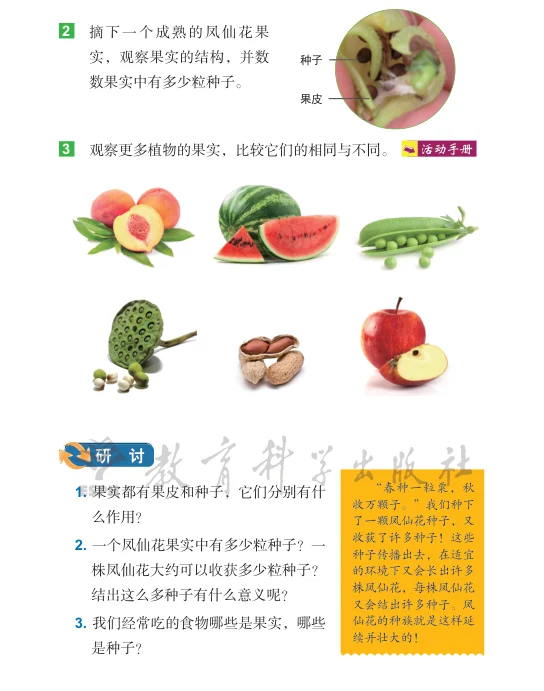 2 摘下一个成熟的凤仙花果
实，观察果实的结构，并数
数果实中有多少粒种子。
种子
果皮
3 观察更多植物的果实，比较它们的相同与不同。 活动手册
教育科学出版社
研 讨
1. 果实都有果皮和种子，它们分别有什
么作用？
2. 一个凤仙花果实中有多少粒种子？一
株凤仙花大约可以收获多少粒种子？
结出这么多种子有什么意义呢？
3. 我们经常吃的食物哪些是果实，哪些
是种子？
“春种一粒粟，秋
收万颗子。”我们种下
了一颗凤仙花种子，又
收获了许多种子！这些
种子传播出去，在适宜
的环境下又会长出许多
株凤仙花，每株凤仙花
又会结出许多种子。凤
仙花的种族就是这样延
续并壮大的！